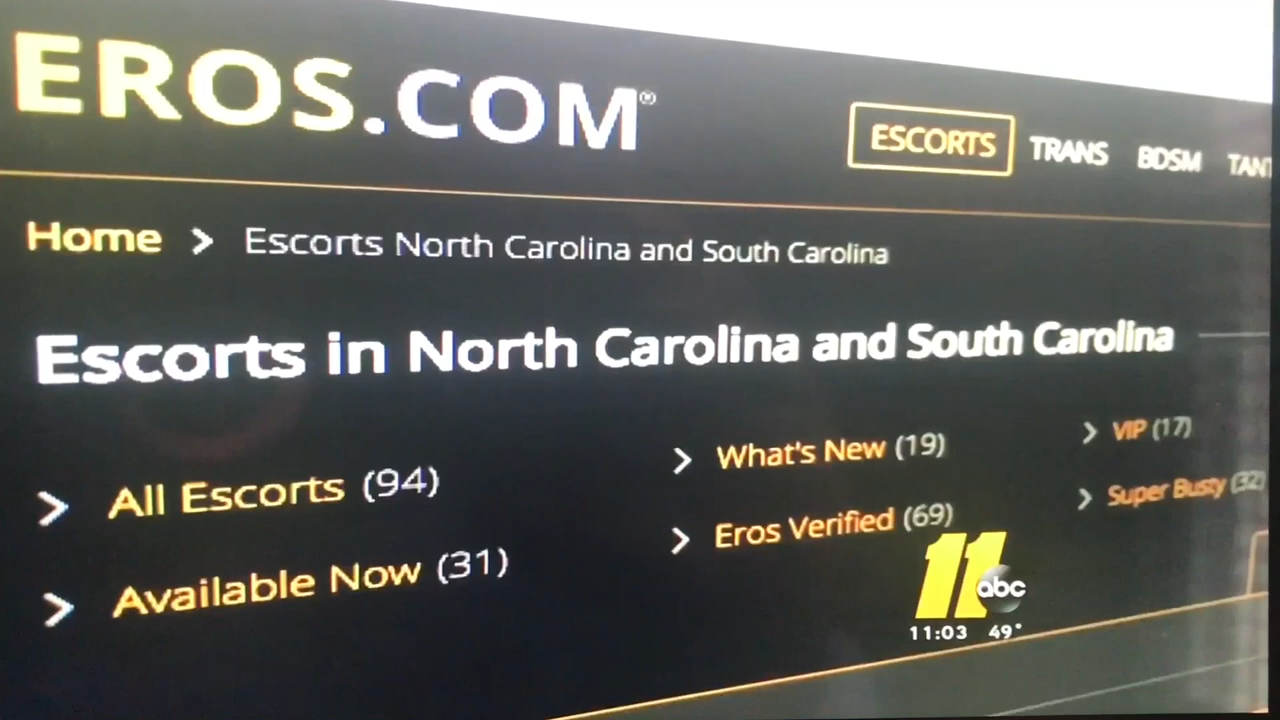 EROS.COM®
ESCORTS TRANS BDSM TANT
Home > Escorts North Carolina and South Carolina
Escorts in North Carolina and South Carolina
> All Escorts (94)
> What's New (19)
> VIP (17)
> Available Now (31)
> Eros Verified (69)
> Super Busty (32)
11 abc
11:03 49°